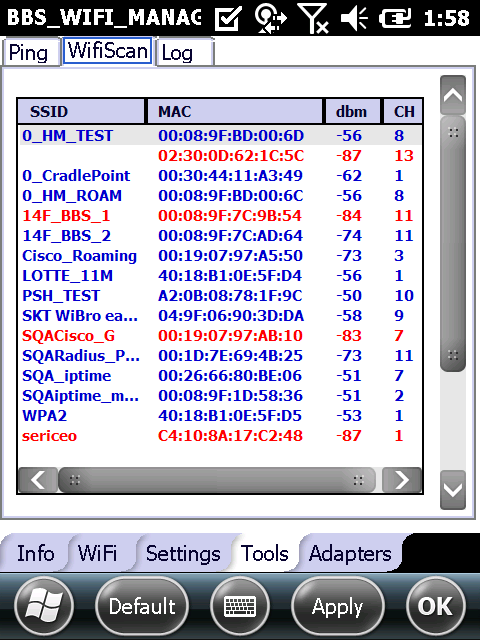 BBS_WIFI_MANAG 1:58
Ping WifiScan Log
SSID MAC dbm CH
0_HM_TEST 00:08:9F:BD:00:6D -56 8
02:30:0D:62:1C:5C -87 13
0_CradlePoint 00:30:44:11:A3:49 -62 1
0_HM_ROAM 00:08:9F:BD:00:6C -56 8
14F_BBS_1 00:08:9F:7C:9B:54 -84 11
14F_BBS_2 00:08:9F:7C:AD:64 -74 11
Cisco_Roaming 00:19:07:97:A5:50 -73 3
LOTTE_11M 40:18:B1:0E:5F:D4 -56 1
PSH_TEST A2:0B:08:78:1F:9C -50 10
SKT WiBro ea... 04:9F:06:90:3D:DA -58 9
SQACisco_G 00:19:07:97:AB:10 -83 7
SQARadius_P... 00:1D:7E:69:4B:25 -73 11
SQA_iptime 00:26:66:80:BE:06 -51 7
SQAiptime_m... 00:08:9F:1D:58:36 -51 2
WPA2 40:18:B1:0E:5F:D5 -53 1
sericeo C4:10:8A:17:C2:48 -87 1
Info WiFi Settings Tools Adapters
Default Apply OK